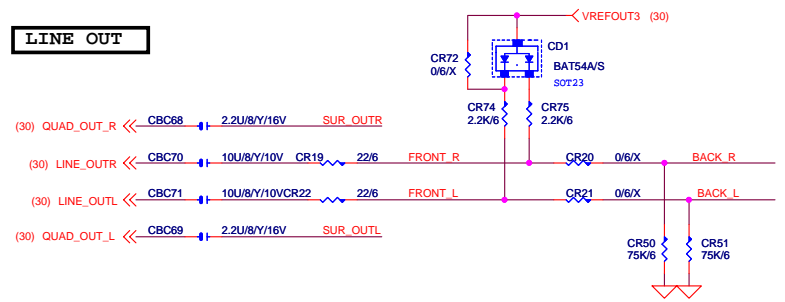 LINE OUT
VREFOUT3 (30)
CR72
0/6/X
CD1
BAT54A/S
SOT23
CR74
2.2K/6
CR75
2.2K/6
(30) QUAD_OUT_R CBC68 2.2U/8/Y/16V SUR_OUTR
(30) LINE_OUTR CBC70 10U/8/Y/10V CR19 22/6 FRONT_R CR20 0/6/X BACK_R
(30) LINE_OUTL CBC71 10U/8/Y/10VCR22 22/6 FRONT_L CR21 0/6/X BACK_L
(30) QUAD_OUT_L CBC69 2.2U/8/Y/16V SUR_OUTL
CR50
75K/6
CR51
75K/6